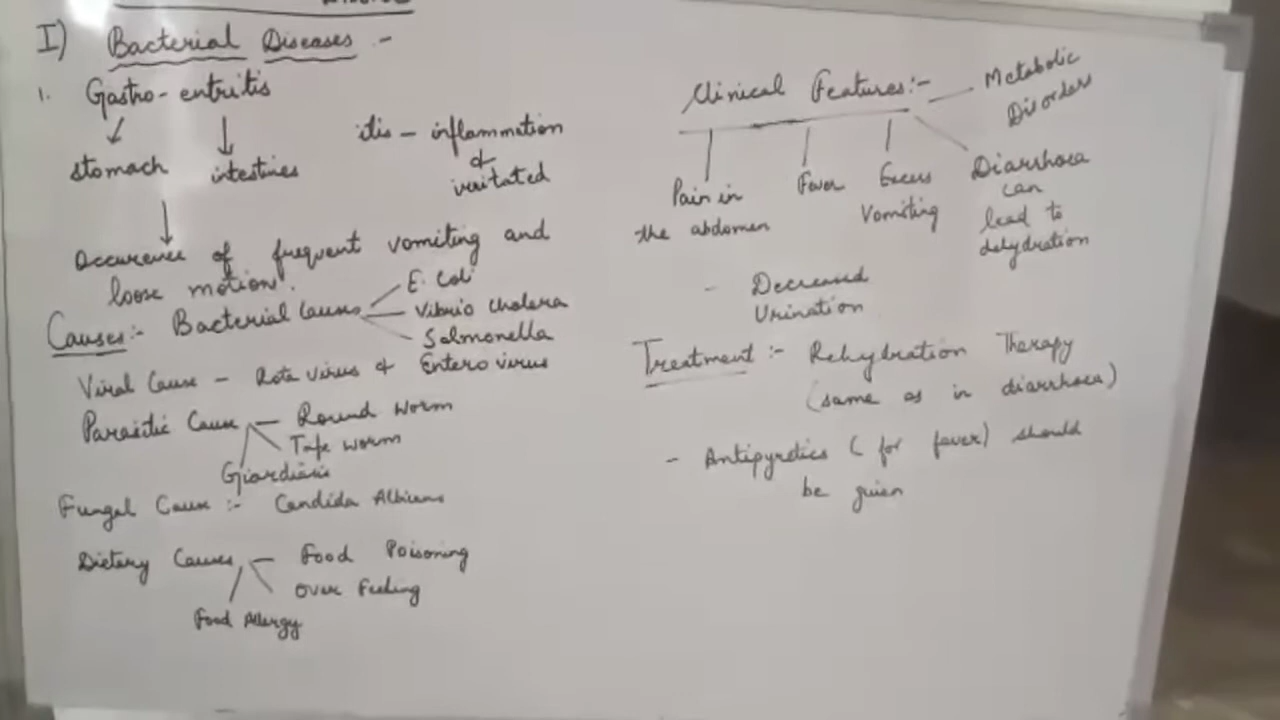 I) Bacterial Diseases :-
1. Gastro-entritis
stomach intestines
itis - inflammation
&
irritated
Occurence of frequent vomiting and
loose motion.
Causes:- Bacterial Causes E. Coli
Vibrio cholera
Salmonella
Viral Cause - Rota virus & Entero virus
Parasitic Cause - Round worm
Tape worm
Giardiasis
Fungal Cause :- Candida Albicans
Dietary Causes - Food Poisoning
Over Feeding
Food Allergy
Clinical Features:-
Metabolic
Disorders
Pain in
the abdomen
Fever
Excess
Vomiting
Diarrhoea
can
lead to
dehydration
- Decreased
Urination
Treatment :- Rehydration Therapy
(same as in diarrhoea)
- Antipyretics ( for fever) should
be given